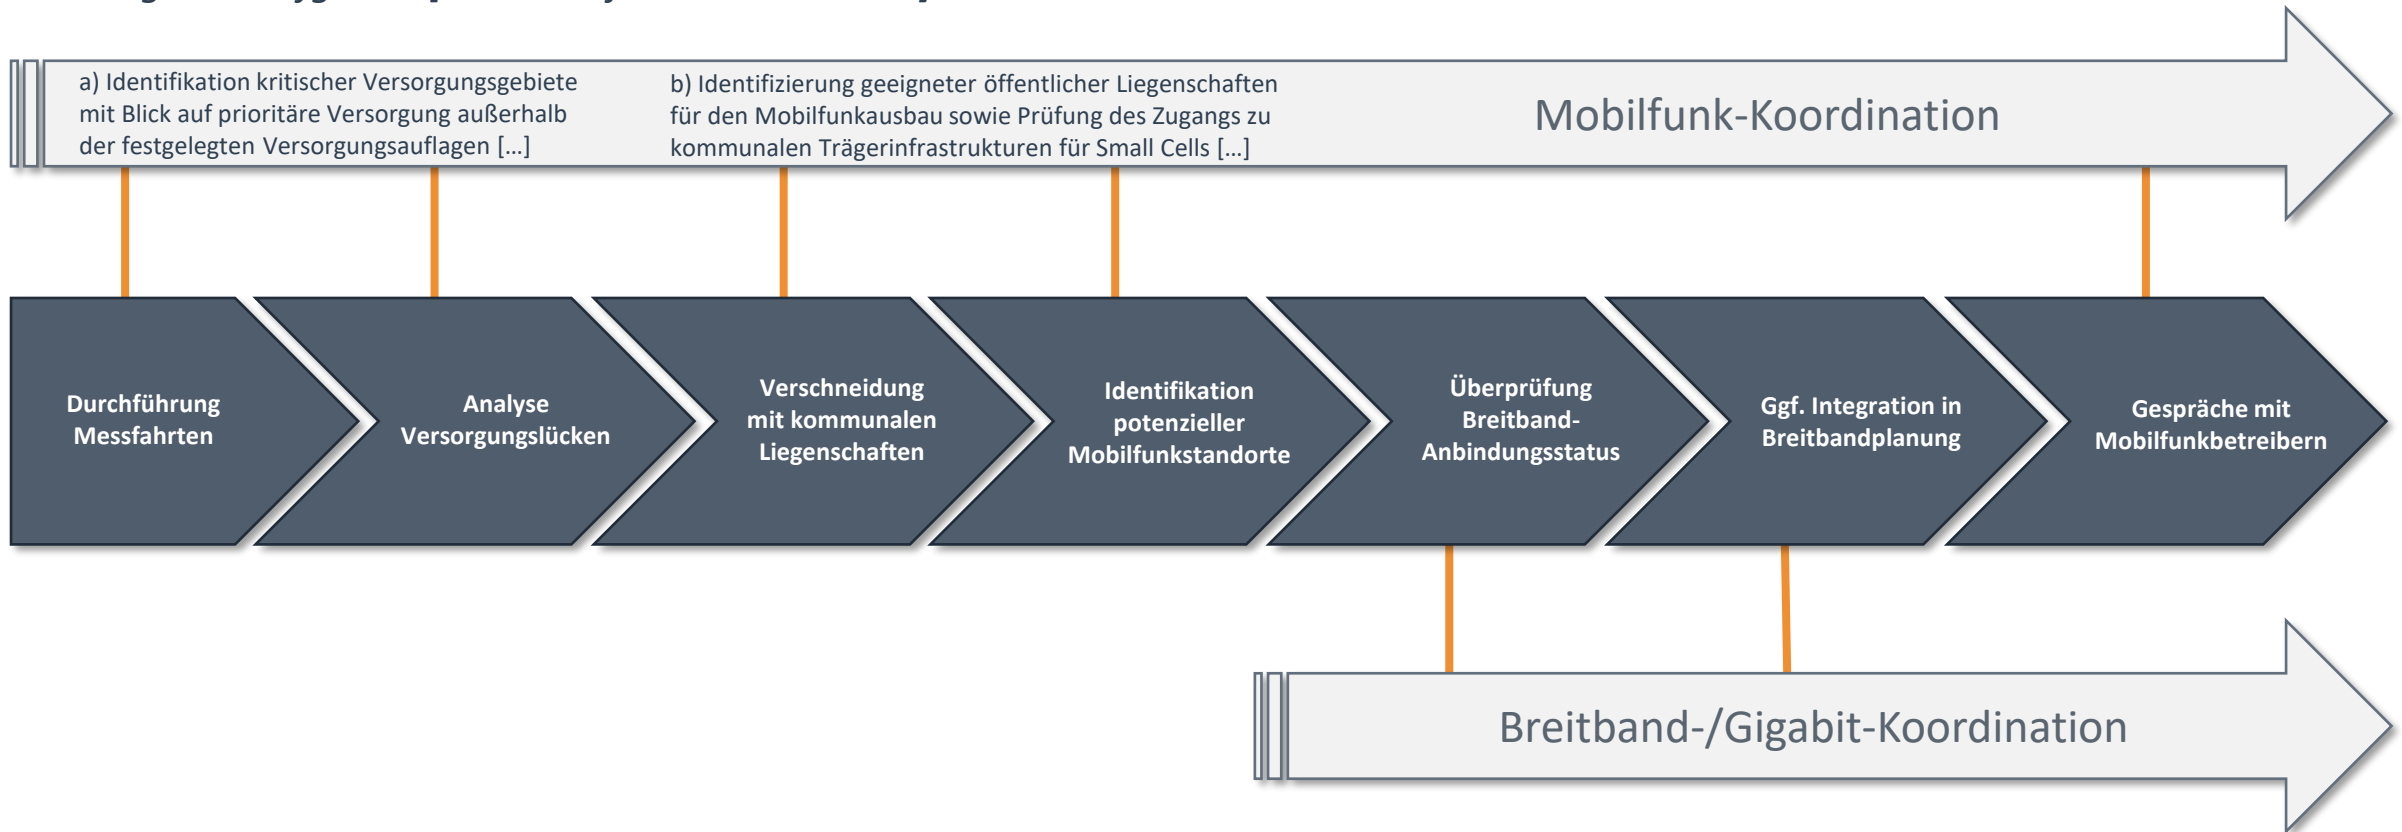 a) Identifikation kritischer Versorgungsgebiete
mit Blick auf prioritäre Versorgung außerhalb
der festgelegten Versorgungsauflagen […]
b) Identifizierung geeigneter öffentlicher Liegenschaften
für den Mobilfunkausbau sowie Prüfung des Zugangs zu
kommunalen Trägerinfrastrukturen für Small Cells […]
Mobilfunk-Koordination
Durchführung
Messfahrten
Analyse
Versorgungslücken
Verschneidung
mit kommunalen
Liegenschaften
Identifikation
potenzieller
Mobilfunkstandorte
Überprüfung
Breitband-
Anbindungsstatus
Ggf. Integration in
Breitbandplanung
Gespräche mit
Mobilfunkbetreibern
Breitband-/Gigabit-Koordination